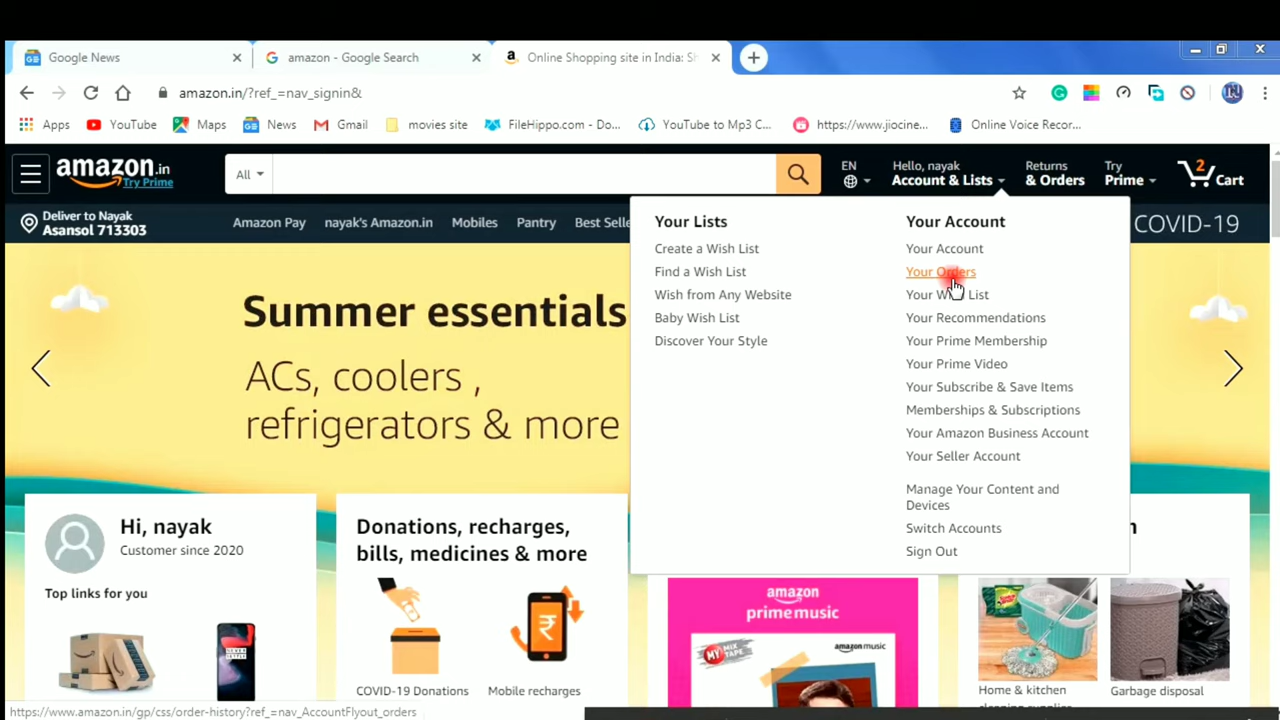 Google News
amazon - Google Search
Online Shopping site in India: Sh
amazon.in/?ref_=nav_signin&
Apps
YouTube
Maps
News
Gmail
movies site
FileHippo.com - Do...
YouTube to Mp3 C...
https://www.jiocine...
Online Voice Recor...
amazon.in
Try Prime
All
EN
Hello, nayak
Account & Lists
Returns
& Orders
Try
Prime
2
Cart
Deliver to Nayak
Asansol 713303
Amazon Pay
nayak's Amazon.in
Mobiles
Pantry
Best Selle
COVID-19
Your Lists
Create a Wish List
Find a Wish List
Wish from Any Website
Baby Wish List
Discover Your Style
Your Account
Your Account
Your Orders
Your Wish List
Your Recommendations
Your Prime Membership
Your Prime Video
Your Subscribe & Save Items
Memberships & Subscriptions
Your Amazon Business Account
Your Seller Account
Manage Your Content and
Devices
Switch Accounts
Sign Out
Summer essentials
ACs, coolers ,
refrigerators & more
Hi, nayak
Customer since 2020
Top links for you
Donations, recharges,
bills, medicines & more
COVID-19 Donations
Mobile recharges
amazon
prime music
MY MIX TAPE
amazon music
Home & kitchen
Garbage disposal
https://www.amazon.in/gp/css/order-history?ref_=nav_AccountFlyout_orders